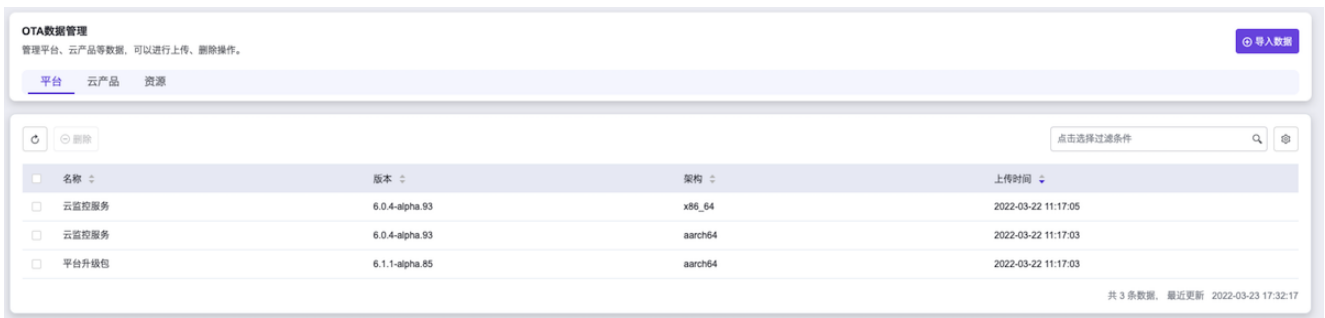 OTA数据管理
管理平台、云产品等数据，可以进行上传、删除操作。
导入数据
平台 云产品 资源
删除 点击选择过滤条件
名称 版本 架构 上传时间
云监控服务 6.0.4-alpha.93 x86_64 2022-03-22 11:17:05
云监控服务 6.0.4-alpha.93 aarch64 2022-03-22 11:17:03
平台升级包 6.1.1-alpha.85 aarch64 2022-03-22 11:17:03
共 3 条数据， 最近更新 2022-03-23 17:32:17